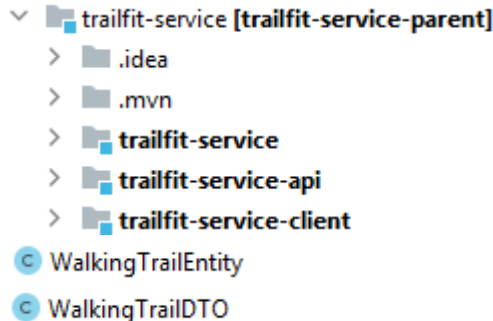 trailfit-service [trailfit-service-parent]
.idea
.mvn
trailfit-service
trailfit-service-api
trailfit-service-client
C WalkingTrailEntity
C WalkingTrailDTO